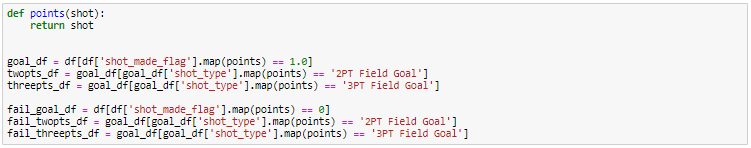 def points(shot):
    return shot
goal_df = df[df['shot_made_flag'].map(points) == 1.0]
twopts_df = goal_df[goal_df['shot_type'].map(points) == '2PT Field Goal']
threepts_df = goal_df[goal_df['shot_type'].map(points) == '3PT Field Goal']
fail_goal_df = df[df['shot_made_flag'].map(points) == 0]
fail_twopts_df = goal_df[goal_df['shot_type'].map(points) == '2PT Field Goal']
fail_threepts_df = goal_df[goal_df['shot_type'].map(points) == '3PT Field Goal']